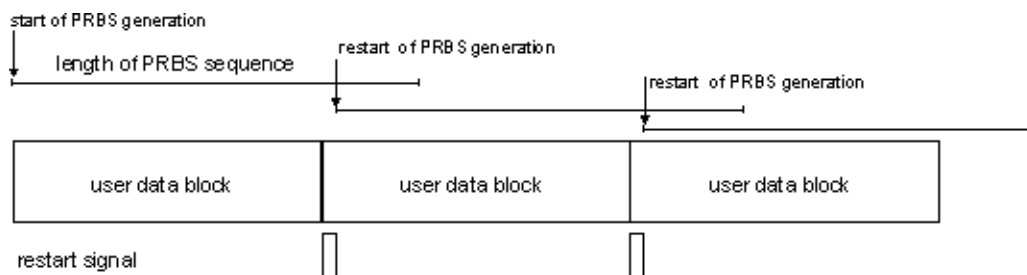 start of PRBS generation
restart of PRBS generation
length of PRBS sequence
restart of PRBS generation
user data block
user data block
user data block
restart signal